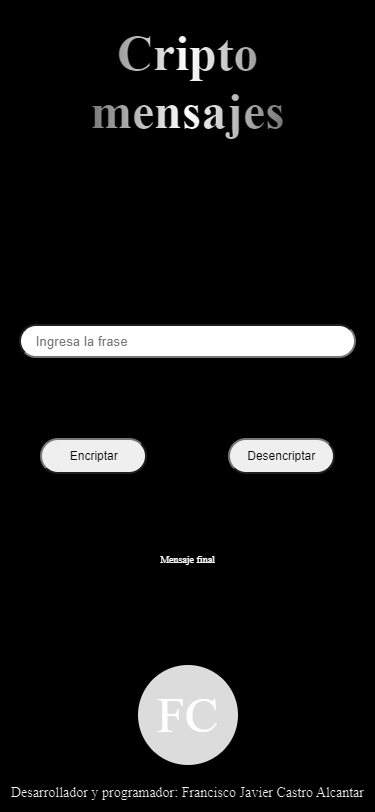 Cripto
mensajes
Ingresa la frase
Encriptar
Desencriptar
Mensaje final
FC
Desarrollador y programador: Francisco Javier Castro Alcantar